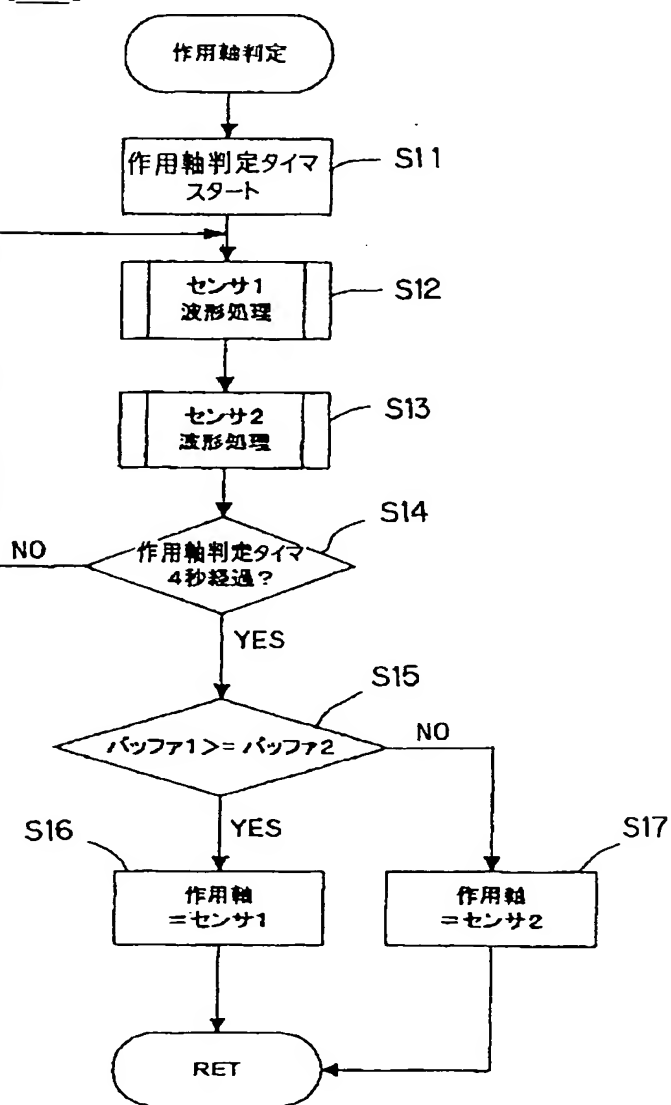 作用軸判定
作用軸判定タイマ
スタート
S11
センサ1
波形処理
S12
センサ2
波形処理
S13
作用軸判定タイマ
4秒経過?
S14
NO
YES
バッファ1>=バッファ2
S15
NO
YES
作用軸
=センサ1
S16
作用軸
=センサ2
S17
RET